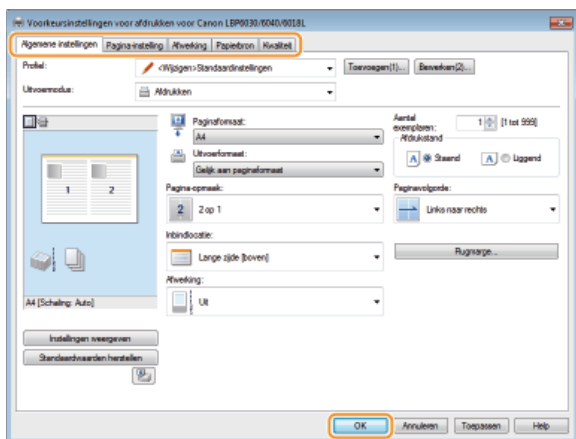 Voorkeursinstellingen voor afdrukken voor Canon LBP6030/6040/6018L
Algemene instellingen Pagina-instelling Afwerking Papierbron Kwaliteit
Profiel: <Wijzigen>Standaardinstellingen Toevoegen(1)... Bewerken(2)...
Uitvoermodus: Afdrukken
Paginaformaat:
A4
Uitvoerformaat:
Gelijk aan paginaformaat
Aantal exemplaren: 1 [1 tot 999]
Afdrukstand
A Staand A Liggend
Pagina-opmaak:
2 2 op 1
Paginavolgorde:
Links naar rechts
1 2
Inbindlocatie:
Lange zijde [boven]
Rugmarge...
Afwerking:
Uit
A4 [Schaling: Auto]
Instellingen weergeven
Standaardwaarden herstellen
OK Annuleren Toepassen Help